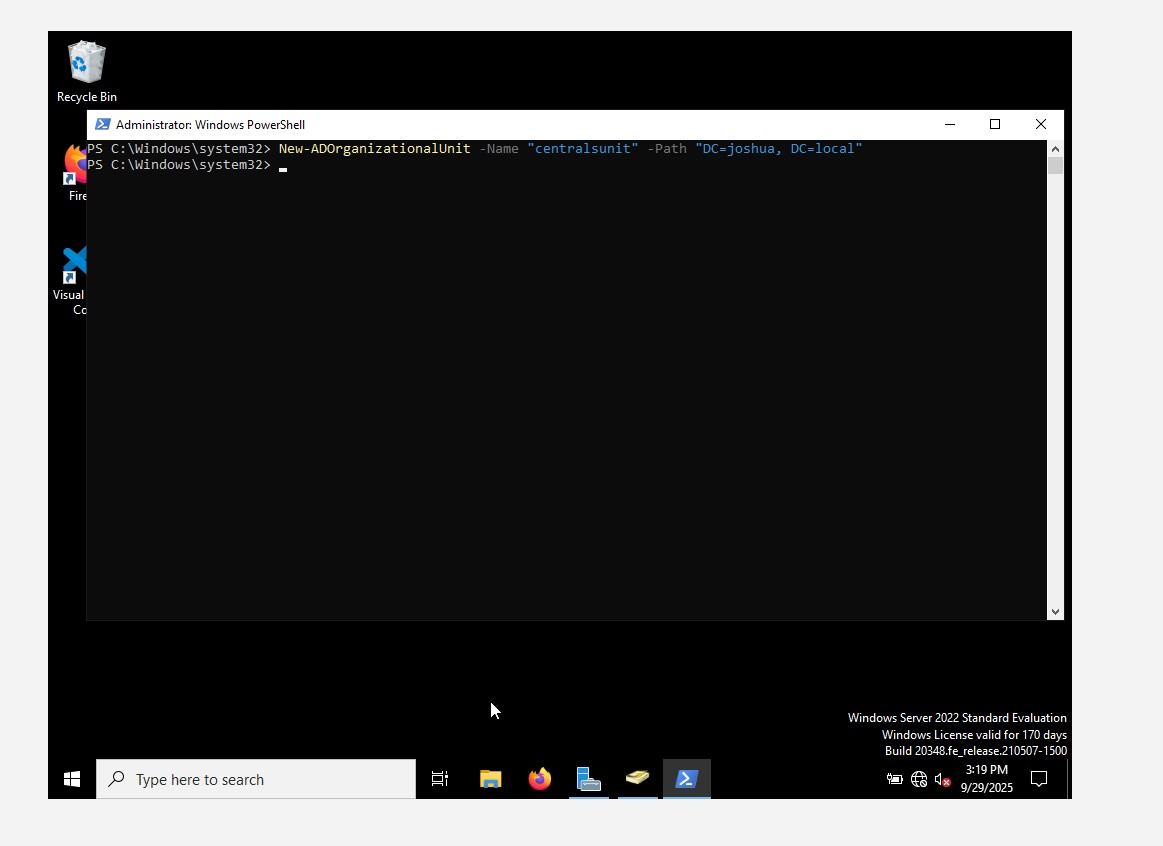 Recycle Bin
Administrator: Windows PowerShell
PS C:\Windows\system32> New-ADOrganizationalUnit -Name "centralsunit" -Path "DC=joshua, DC=local"
PS C:\Windows\system32>
Fire
Visual
Co
Windows Server 2022 Standard Evaluation
Windows License valid for 170 days
Build 20348.fe_release.210507-1500
Type here to search
3:19 PM
9/29/2025